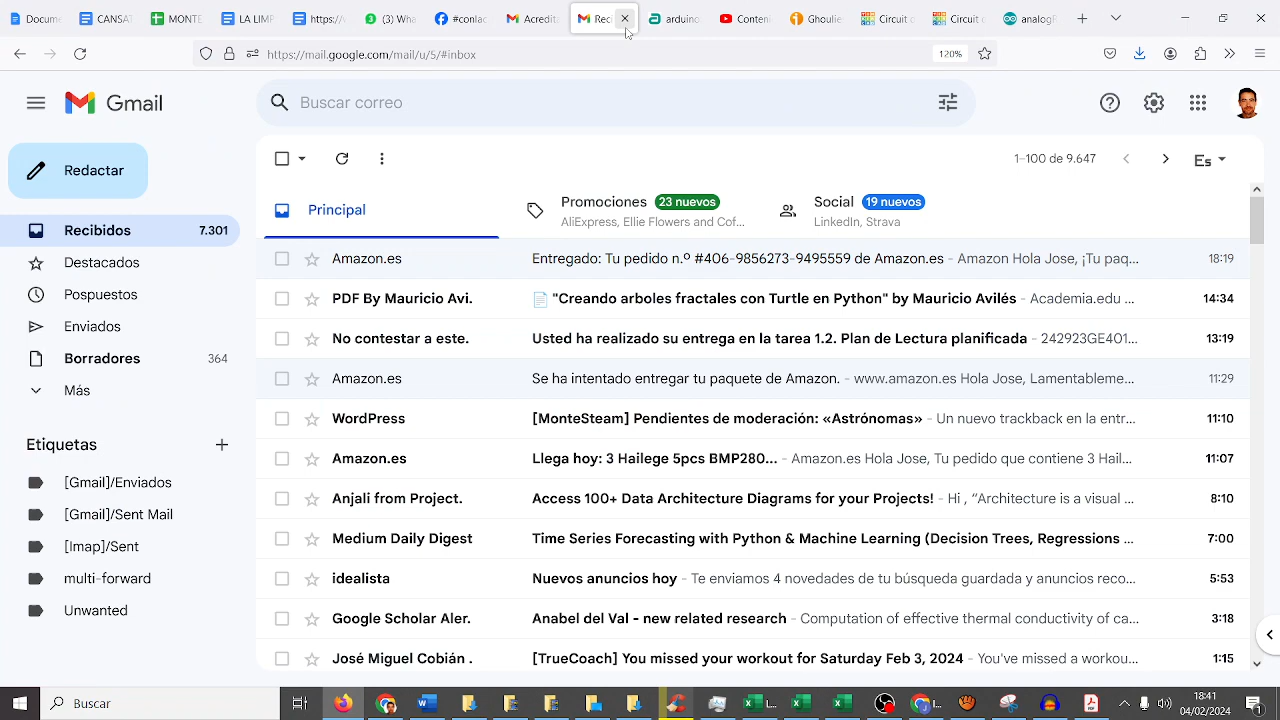 Docume
CANSA
MONTE
LA LIMF
https:/
(3) Wha
#conlac
Acredita
Rec
arduino
Conten
Ghoulie
Circuit
Circuit
analogR
https://mail.google.com/mail/u/5/#inbox
120%
Gmail
Buscar correo
Redactar
1–100 de 9.647
Es
Principal
Promociones 23 nuevos
AliExpress, Ellie Flowers and Cof...
Social 19 nuevos
LinkedIn, Strava
Recibidos 7.301
Destacados
Pospuestos
Enviados
Borradores 364
Más
Etiquetas
[Gmail]/Enviados
[Gmail]/Sent Mail
[Imap]/Sent
multi-forward
Unwanted
Amazon.es Entregado: Tu pedido n.º #406-9856273-9495559 de Amazon.es - Amazon Hola Jose, ¡Tu paq... 18:19
PDF By Mauricio Avi. "Creando arboles fractales con Turtle en Python" by Mauricio Avilés - Academia.edu ... 14:34
No contestar a este. Usted ha realizado su entrega en la tarea 1.2. Plan de Lectura planificada - 242923GE401... 13:19
Amazon.es Se ha intentado entregar tu paquete de Amazon. - www.amazon.es Hola Jose, Lamentableme... 11:29
WordPress [MonteSteam] Pendientes de moderación: «Astrónomas» - Un nuevo trackback en la entr... 11:10
Amazon.es Llega hoy: 3 Hailege 5pcs BMP280... - Amazon.es Hola Jose, Tu pedido que contiene 3 Hail... 11:07
Anjali from Project. Access 100+ Data Architecture Diagrams for your Projects! - Hi , “Architecture is a visual ... 8:10
Medium Daily Digest Time Series Forecasting with Python & Machine Learning (Decision Trees, Regressions ... 7:00
idealista Nuevos anuncios hoy - Te enviamos 4 novedades de tu búsqueda guardada y anuncios reco... 5:53
Google Scholar Aler. Anabel del Val - new related research - Computation of effective thermal conductivity of ca... 3:18
José Miguel Cobián . [TrueCoach] You missed your workout for Saturday Feb 3, 2024 - You've missed a workou... 1:15
Buscar
18:41
04/02/2024